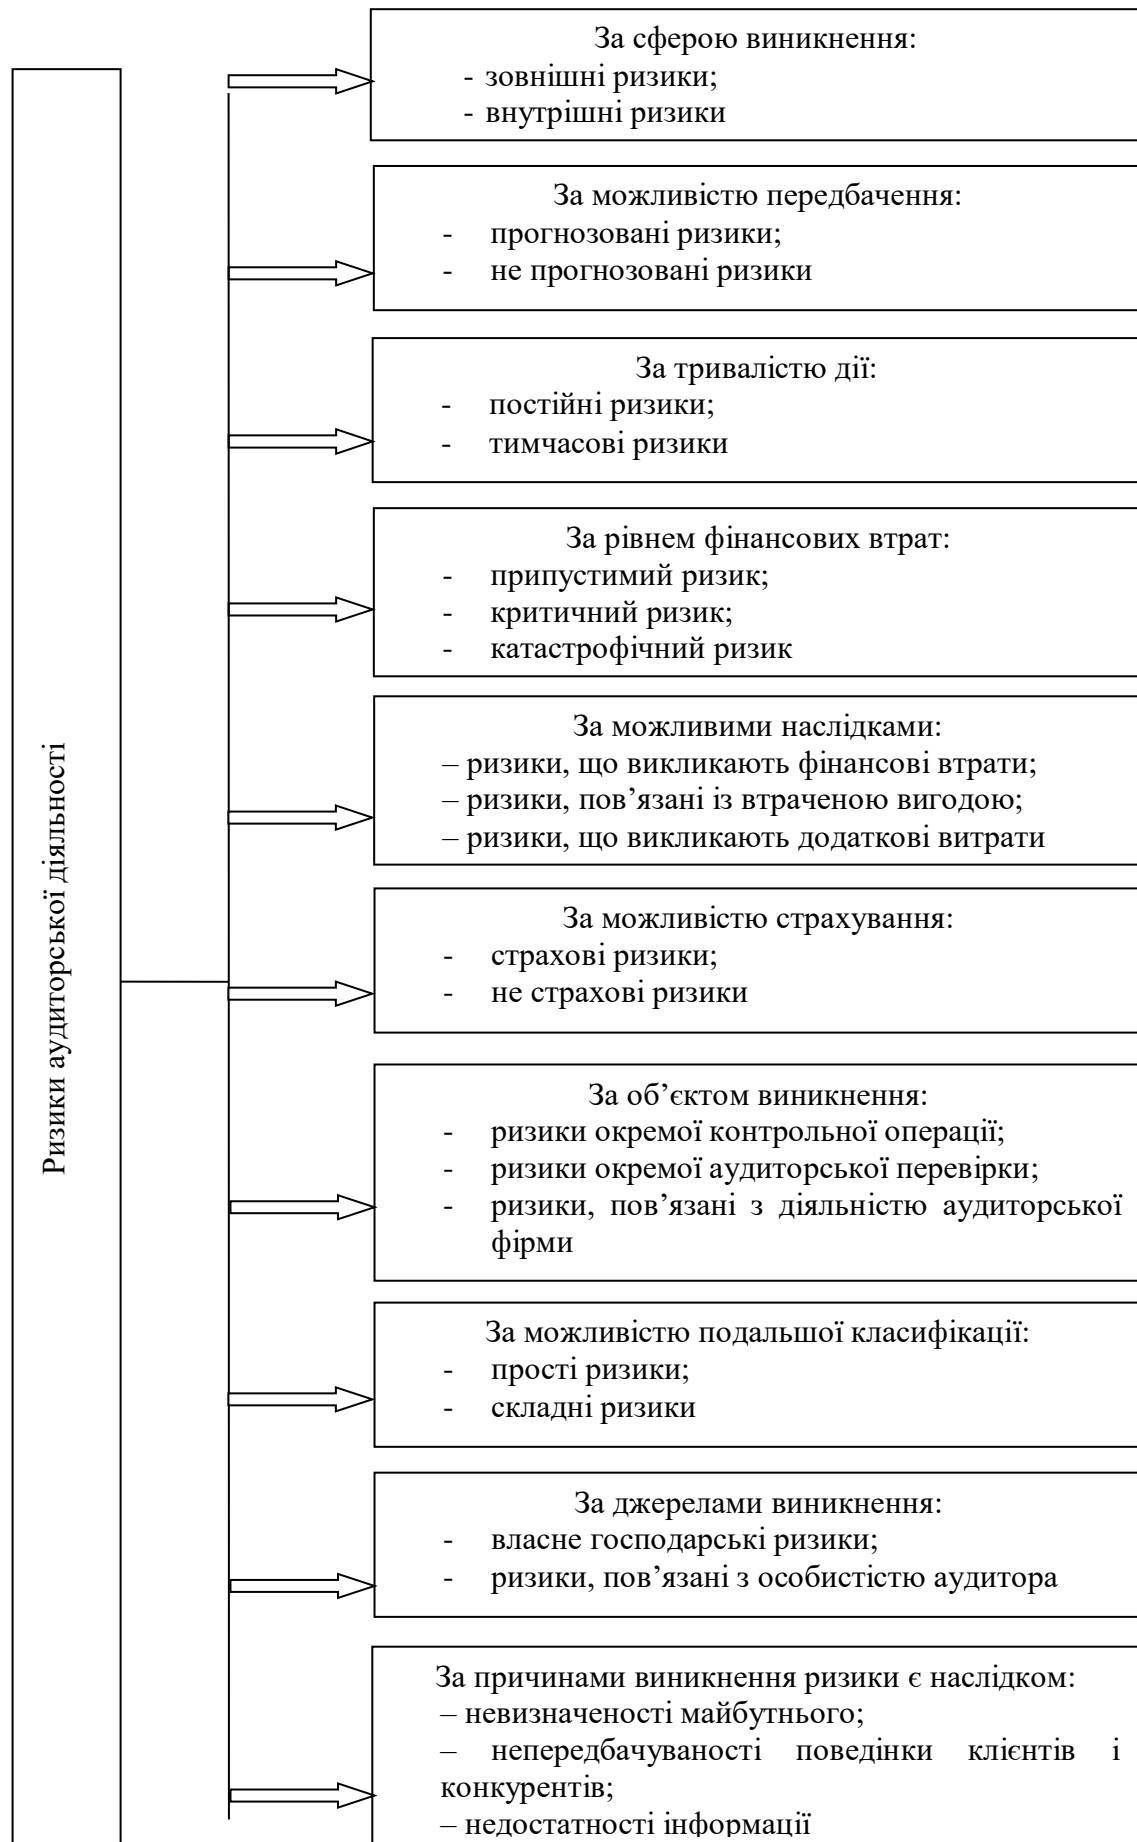 Ризики аудиторської діяльності
За сферою виникнення:
- зовнішні ризики;
- внутрішні ризики
За можливістю передбачення:
- прогнозовані ризики;
- не прогнозовані ризики
За тривалістю дії:
- постійні ризики;
- тимчасові ризики
За рівнем фінансових втрат:
- припустимий ризик;
- критичний ризик;
- катастрофічний ризик
За можливими наслідками:
– ризики, що викликають фінансові втрати;
– ризики, пов’язані із втраченою вигодою;
– ризики, що викликають додаткові витрати
За можливістю страхування:
- страхові ризики;
- не страхові ризики
За об’єктом виникнення:
- ризики окремої контрольної операції;
- ризики окремої аудиторської перевірки;
- ризики, пов’язані з діяльністю аудиторської
фірми
За можливістю подальшої класифікації:
- прості ризики;
- складні ризики
За джерелами виникнення:
- власне господарські ризики;
- ризики, пов’язані з особистістю аудитора
За причинами виникнення ризики є наслідком:
– невизначеності майбутнього;
– непередбачуваності поведінки клієнтів і
конкурентів;
– недостатності інформації